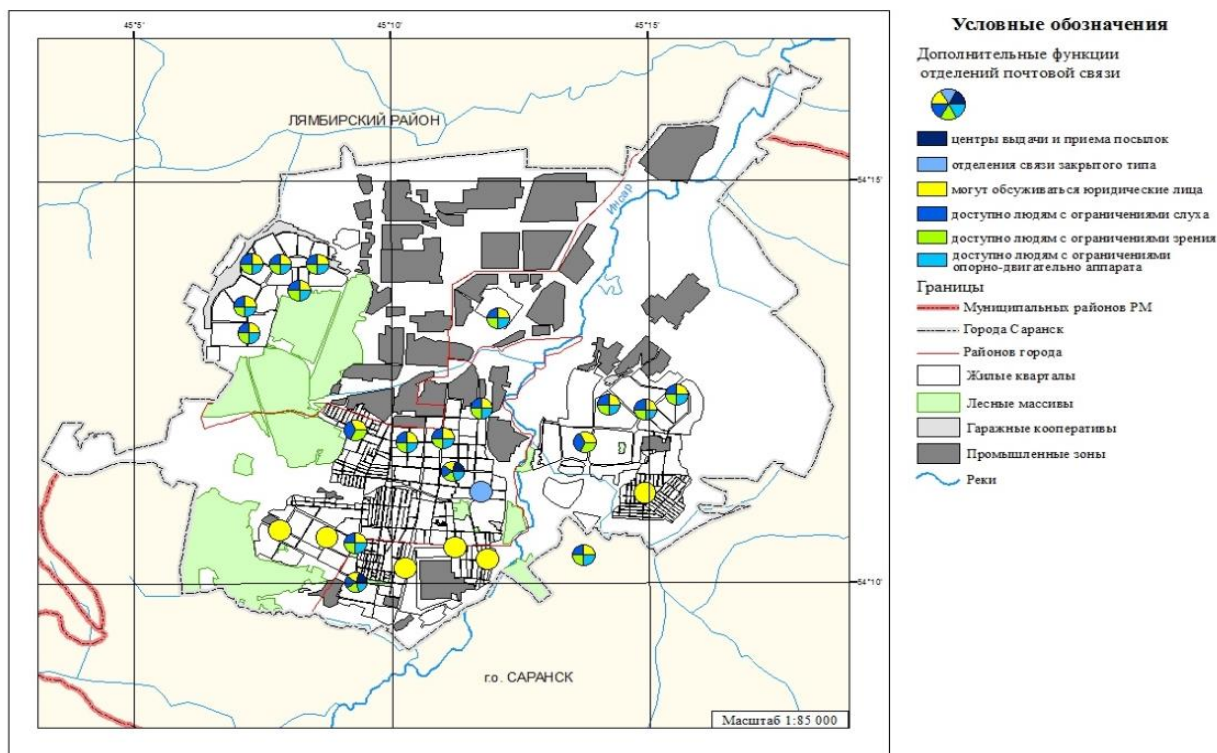 45°5'
45°10'
45°15'
ЛЯМБИРСКИЙ РАЙОН
Инсар
54°15'
54°10'
г.о. САРАНСК
Масштаб 1:85 000
Условные обозначения
Дополнительные функции
отделений почтовой связи
центры выдачи и приема посылок
отделения связи закрытого типа
могут обсуживаться юридические лица
доступно людям с ограничениями слуха
доступно людям с ограничениями зрения
доступно людям с ограничениями
опорно-двигательно аппарата
Границы
Муниципальных районов РМ
Города Саранск
Районов города
Жилые кварталы
Лесные массивы
Гаражные кооперативы
Промышленные зоны
Реки